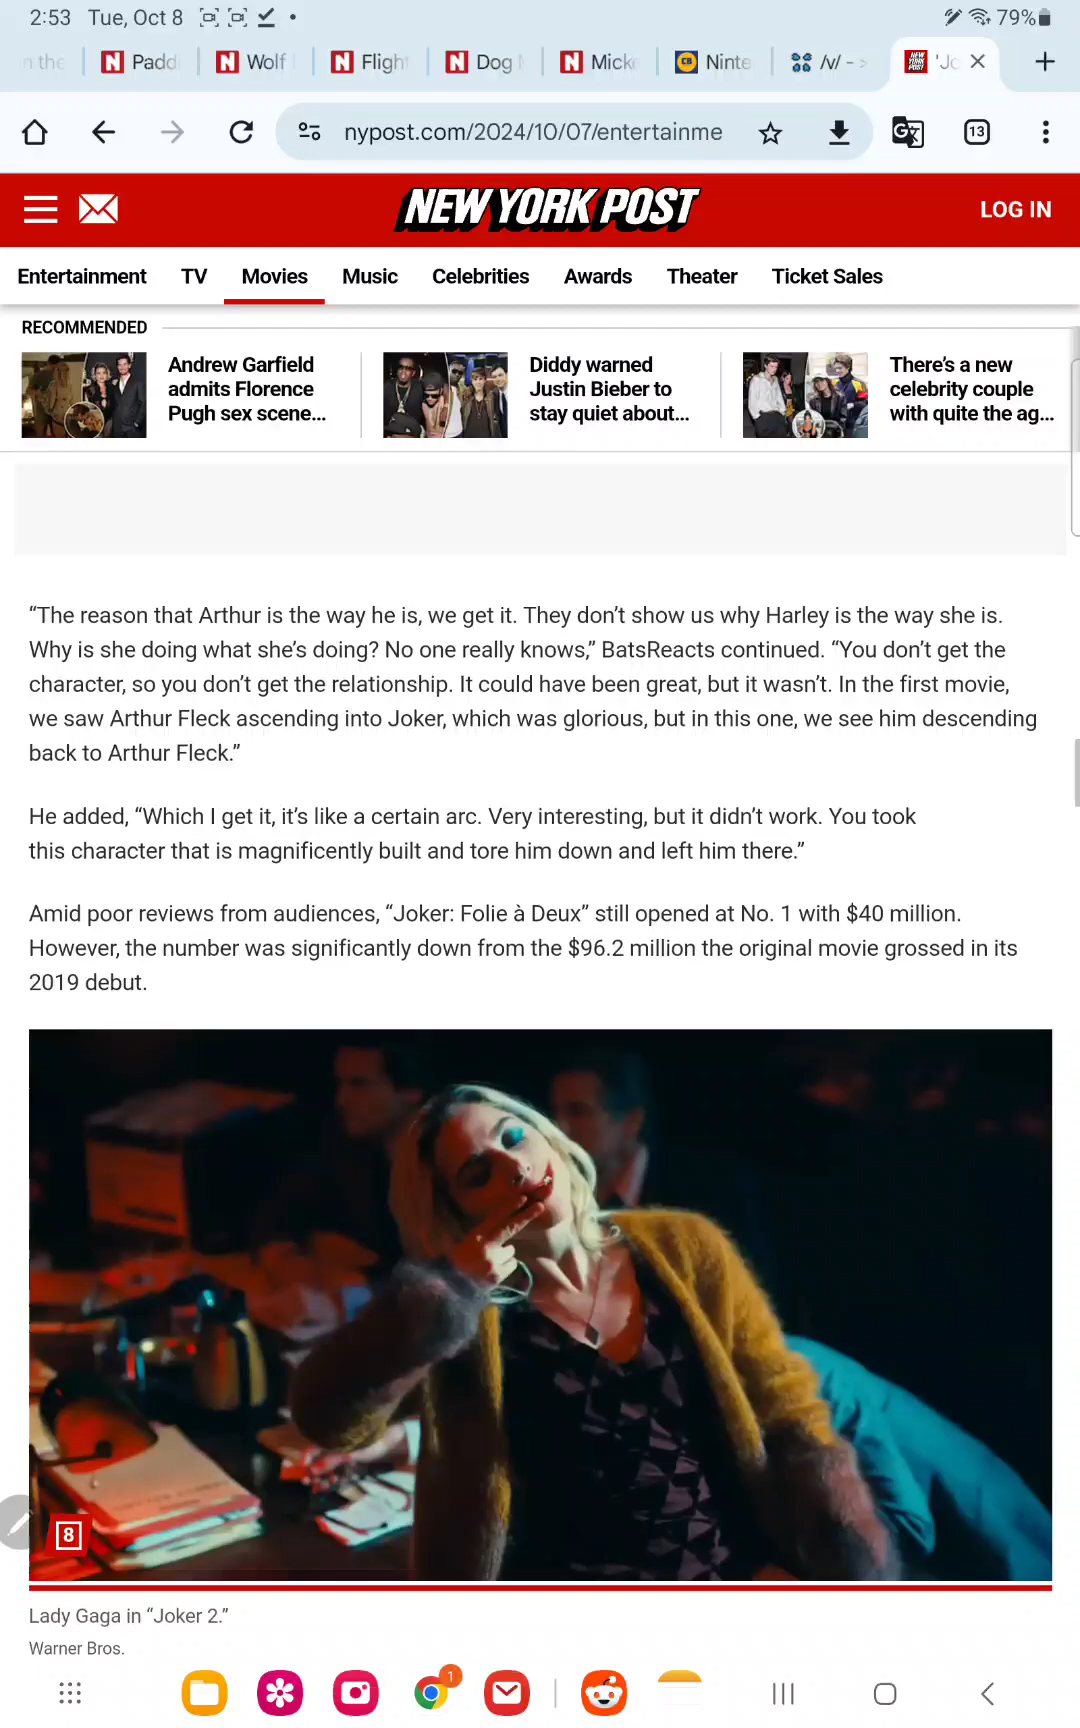 2:53 Tue, Oct 8
79%
n the
N Padd
N Wolf
N Fligh
N Dog
N Mick
CB Ninte
/v/ - >
NEW YORK POST 'Jo
nypost.com/2024/10/07/entertainme
13
NEW YORK POST
LOG IN
Entertainment TV Movies Music Celebrities Awards Theater Ticket Sales
RECOMMENDED
Andrew Garfield
admits Florence
Pugh sex scene...
Diddy warned
Justin Bieber to
stay quiet about...
There's a new
celebrity couple
with quite the ag...
“The reason that Arthur is the way he is, we get it. They don’t show us why Harley is the way she is.
Why is she doing what she’s doing? No one really knows,” BatsReacts continued. “You don’t get the
character, so you don’t get the relationship. It could have been great, but it wasn’t. In the first movie,
we saw Arthur Fleck ascending into Joker, which was glorious, but in this one, we see him descending
back to Arthur Fleck.”
He added, “Which I get it, it’s like a certain arc. Very interesting, but it didn’t work. You took
this character that is magnificently built and tore him down and left him there.”
Amid poor reviews from audiences, “Joker: Folie à Deux” still opened at No. 1 with $40 million.
However, the number was significantly down from the $96.2 million the original movie grossed in its
2019 debut.
8
Lady Gaga in “Joker 2.”
Warner Bros.
1